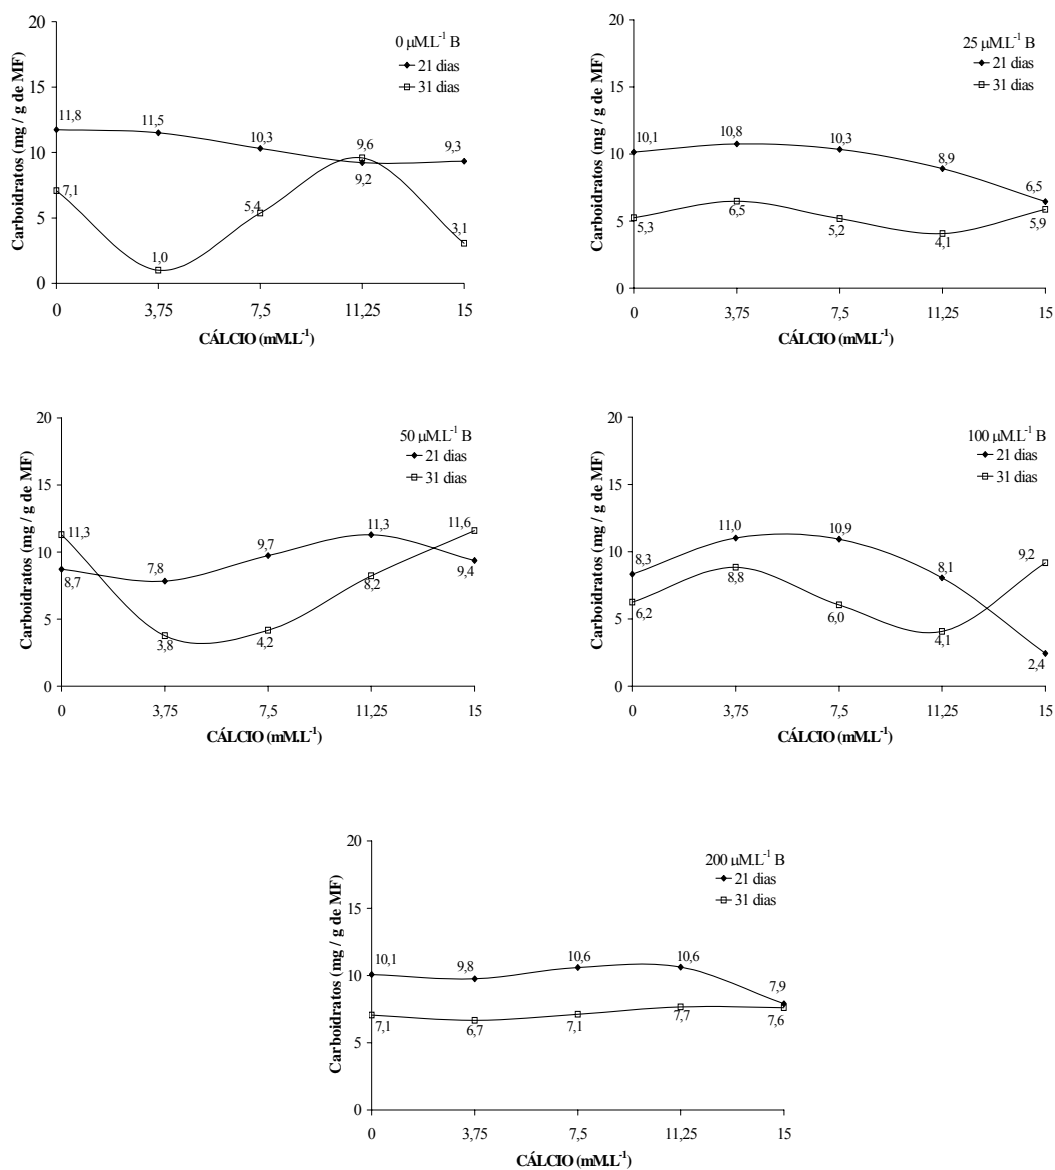 20
15
10
5
0
Carboidratos (mg / g de MF)
0 µM.L⁻¹ B
21 dias
31 dias
11,8
11,5
10,3
9,2
9,3
7,1
1,0
5,4
9,6
3,1
0 3,75 7,5 11,25 15
CÁLCIO (mM.L⁻¹)
20
15
10
5
0
Carboidratos (mg / g de MF)
25 µM.L⁻¹ B
21 dias
31 dias
10,1
10,8
10,3
8,9
6,5
5,3
6,5
5,2
4,1
5,9
0 3,75 7,5 11,25 15
CÁLCIO (mM.L⁻¹)
20
15
10
5
0
Carboidratos (mg / g de MF)
50 µM.L⁻¹ B
21 dias
31 dias
8,7
7,8
9,7
11,3
9,4
11,3
3,8
4,2
8,2
11,6
0 3,75 7,5 11,25 15
CÁLCIO (mM.L⁻¹)
20
15
10
5
0
Carboidratos (mg / g de MF)
100 µM.L⁻¹ B
21 dias
31 dias
8,3
11,0
10,9
8,1
2,4
6,2
8,8
6,0
4,1
9,2
0 3,75 7,5 11,25 15
CÁLCIO (mM.L⁻¹)
20
15
10
5
0
Carboidratos (mg / g de MF)
200 µM.L⁻¹ B
21 dias
31 dias
10,1
9,8
10,6
10,6
7,9
7,1
6,7
7,1
7,7
7,6
0 3,75 7,5 11,25 15
CÁLCIO (mM.L⁻¹)